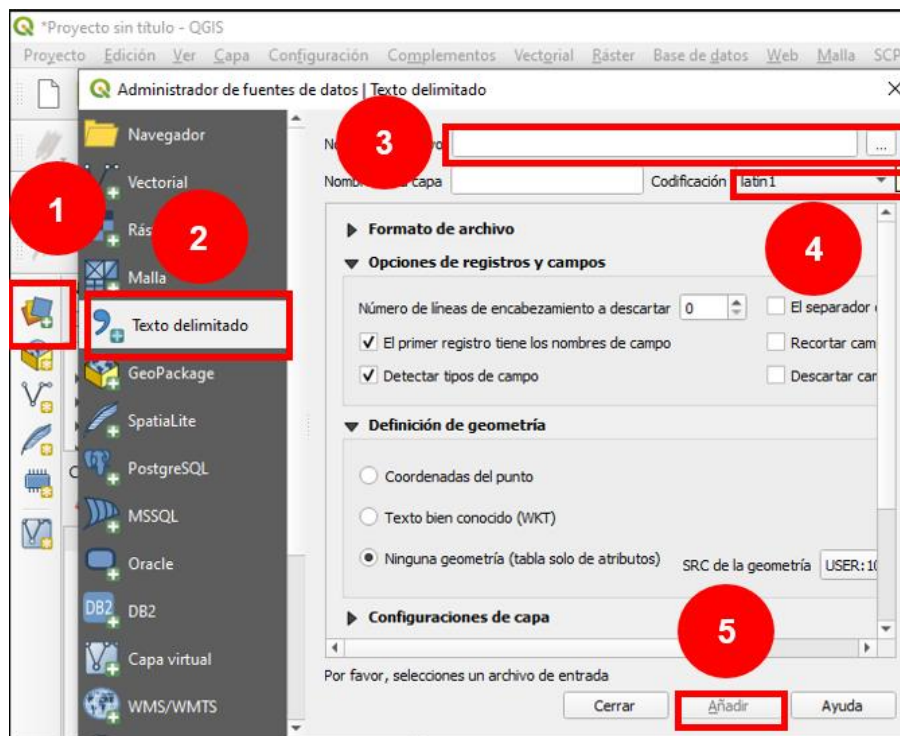 *Proyecto sin título - QGIS
Proyecto Edición Ver Capa Configuración Complementos Vectorial Ráster Base de datos Web Malla SCP
Administrador de fuentes de datos | Texto delimitado
Navegador
3
...
Vectorial
capa
Codificación latin1
1
2
4
Formato de archivo
Malla
Opciones de registros y campos
Texto delimitado
Número de líneas de encabezamiento a descartar 0
El separador
El primer registro tiene los nombres de campo
Recortar cam
GeoPackage
Detectar tipos de campo
Descartar car
SpatiaLite
Definición de geometría
PostgreSQL
Coordenadas del punto
MSSQL
Texto bien conocido (WKT)
Oracle
Ninguna geometría (tabla solo de atributos)
SRC de la geometría USER:10
DB2 DB2
Configuraciones de capa
5
Capa virtual
Por favor, selecciones un archivo de entrada
WMS/WMTS
Cerrar Añadir Ayuda